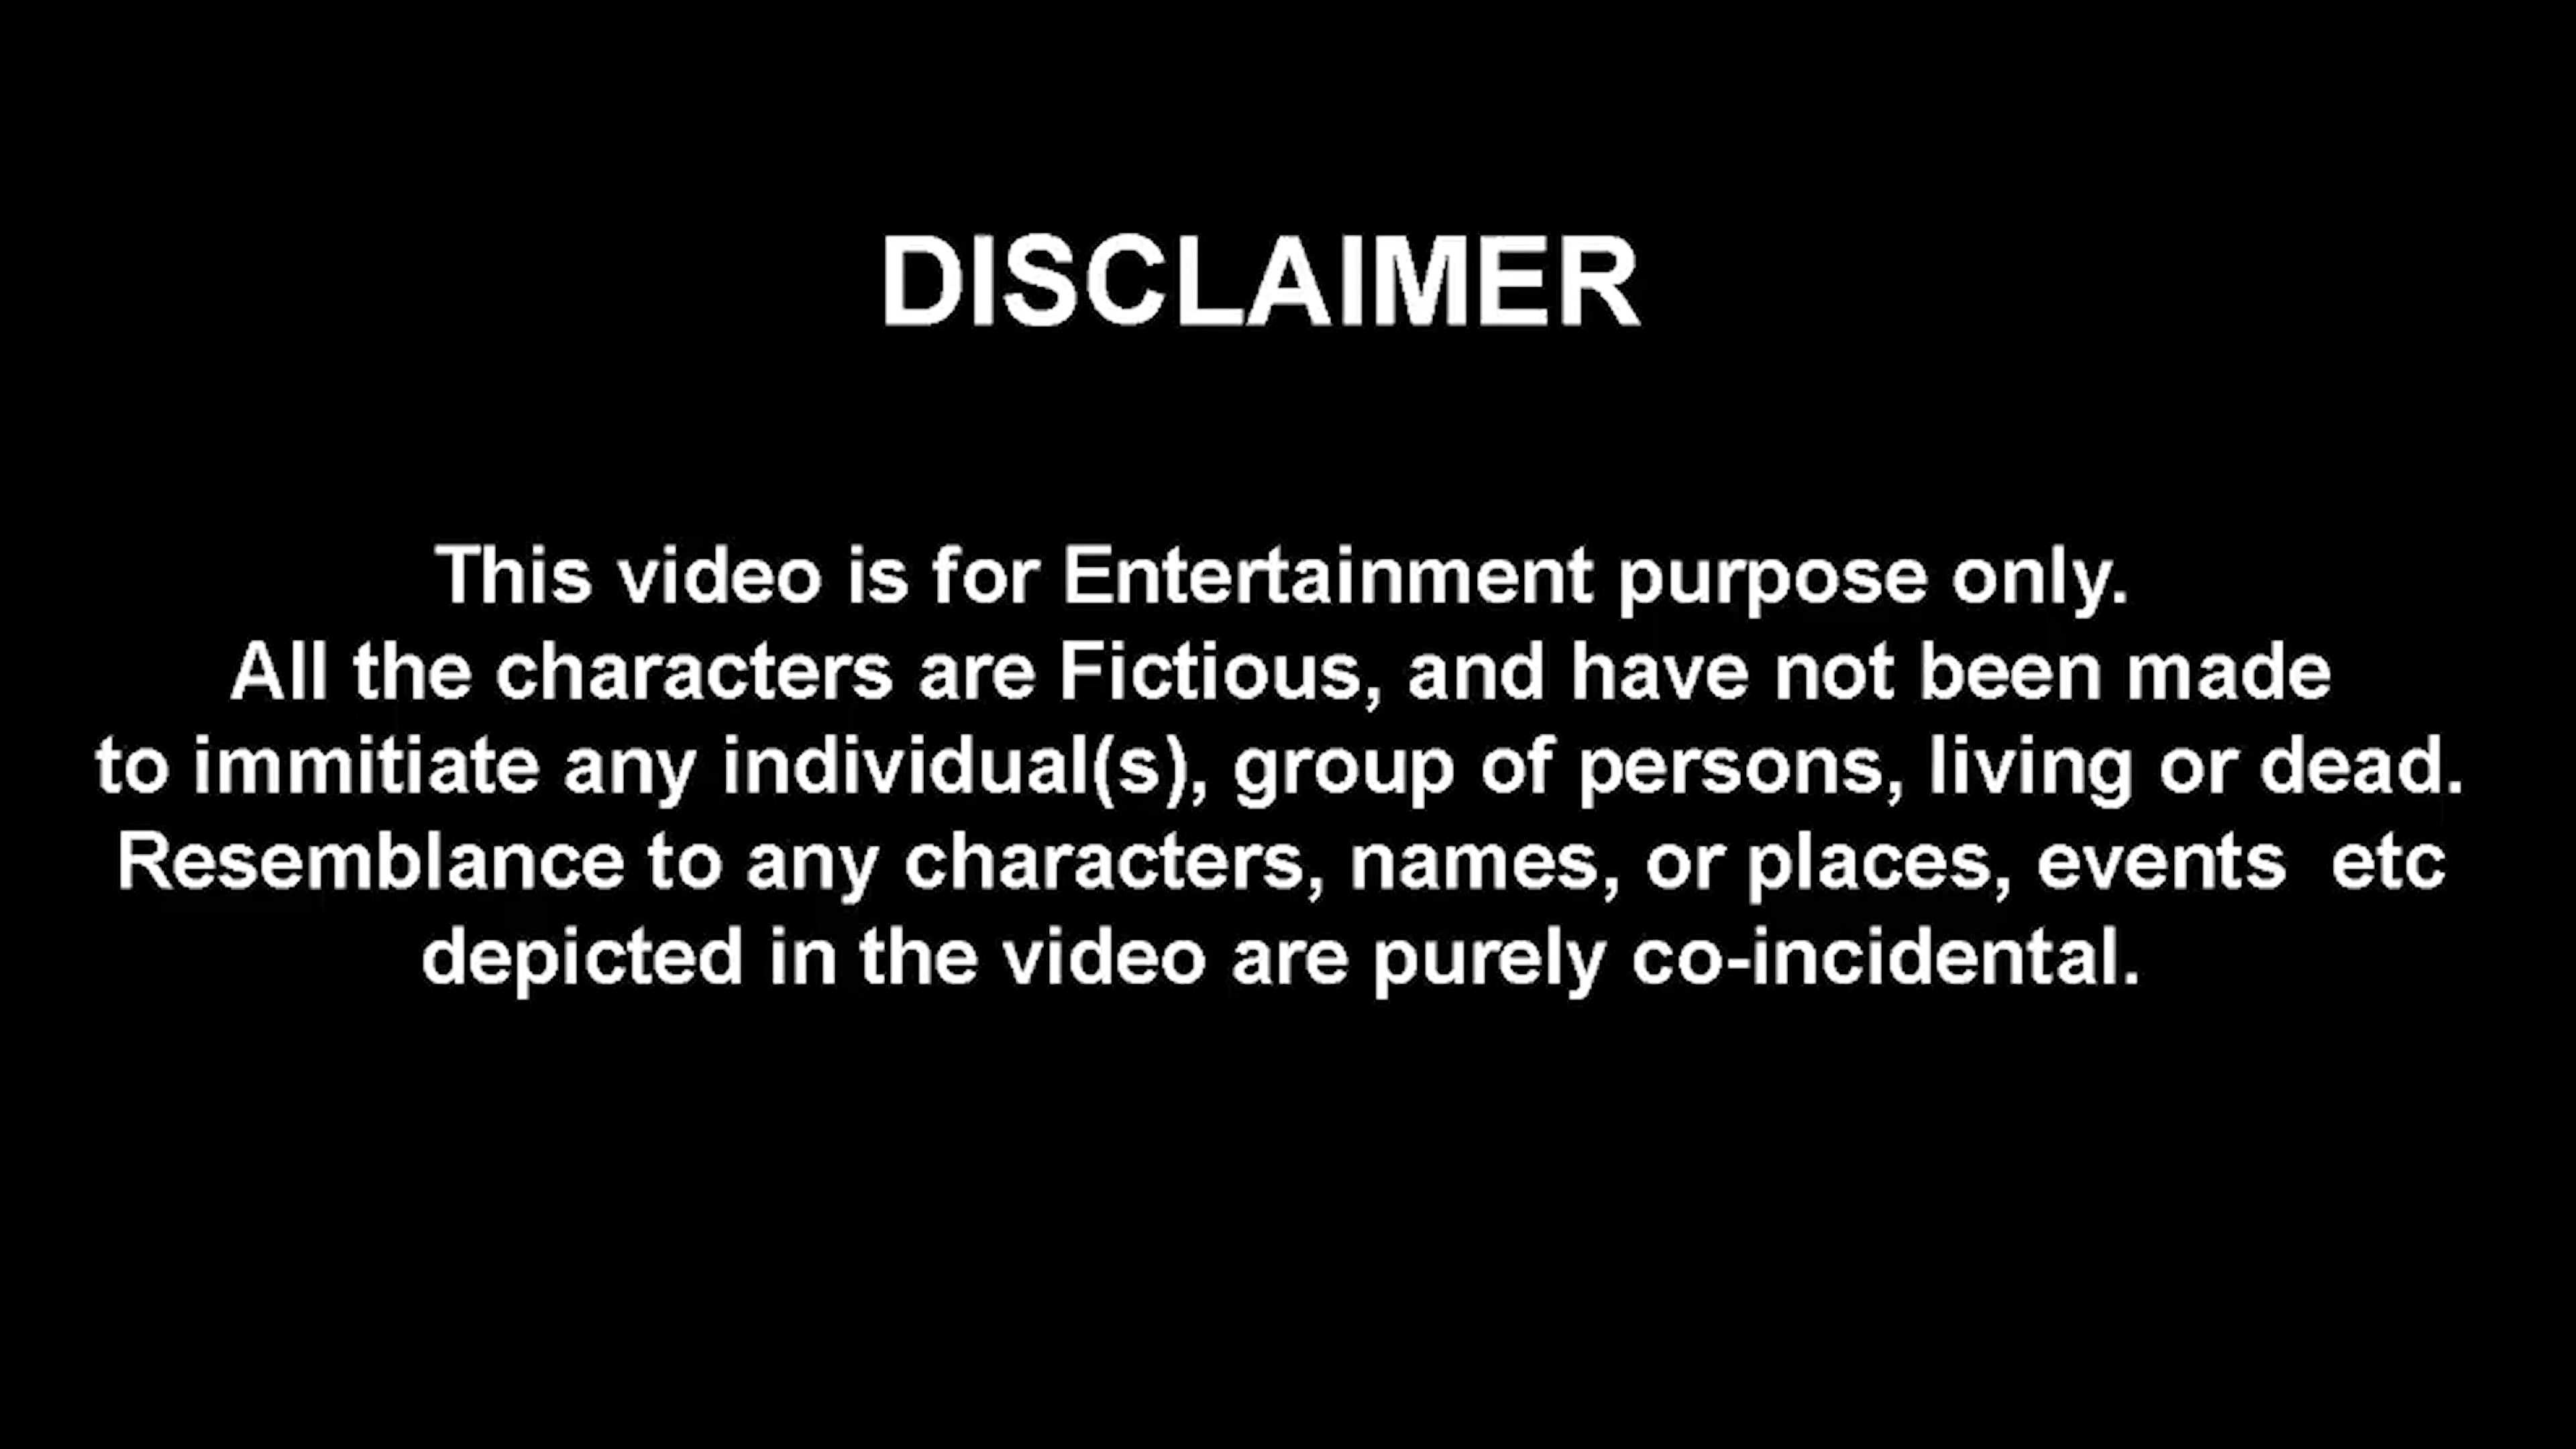 DISCLAIMER
This video is for Entertainment purpose only.
All the characters are Fictious, and have not been made
to immitiate any individual(s), group of persons, living or dead.
Resemblance to any characters, names, or places, events  etc
depicted in the video are purely co-incidental.